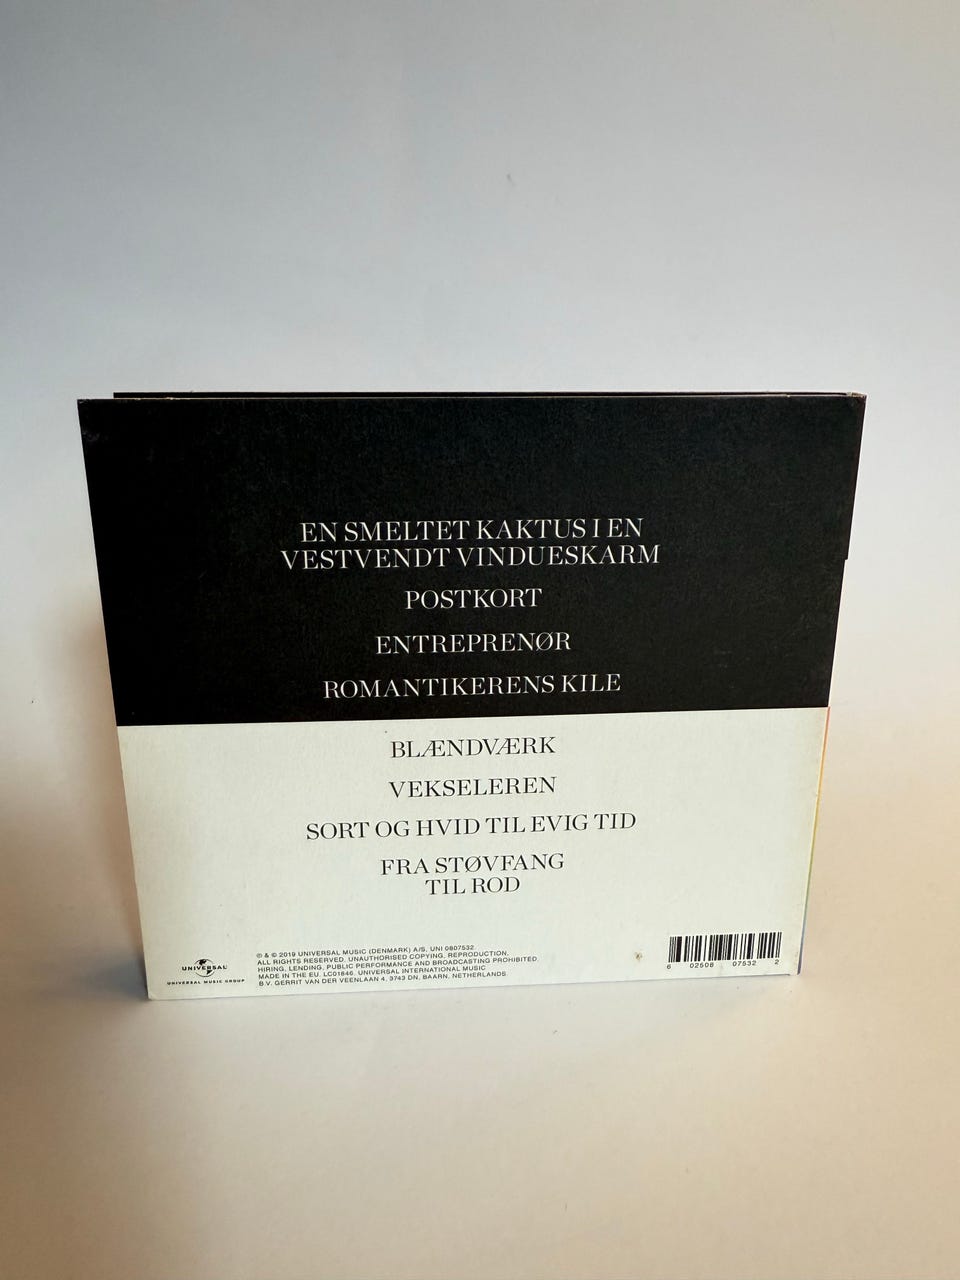 EN SMELTET KAKTUS I EN
VESTVENDT VINDUESKARM
POSTKORT
ENTREPRENØR
ROMANTIKERENS KILE
BLÆNDVÆRK
VEKSELEREN
SORT OG HVID TIL EVIG TID
FRA STØVFANG
TIL ROD
UNIVERSAL
UNIVERSAL MUSIC GROUP
℗ & © 2019 UNIVERSAL MUSIC (DENMARK) A/S, UNI 0807532.
ALL RIGHTS RESERVED. UNAUTHORISED COPYING, REPRODUCTION,
HIRING, LENDING, PUBLIC PERFORMANCE AND BROADCASTING PROHIBITED.
MADE IN THE EU. LC01846. UNIVERSAL INTERNATIONAL MUSIC
B.V. GERRIT VAN DER VEENLAAN 4, 3743 DN, BAARN, NETHERLANDS
6 02508 07532 2